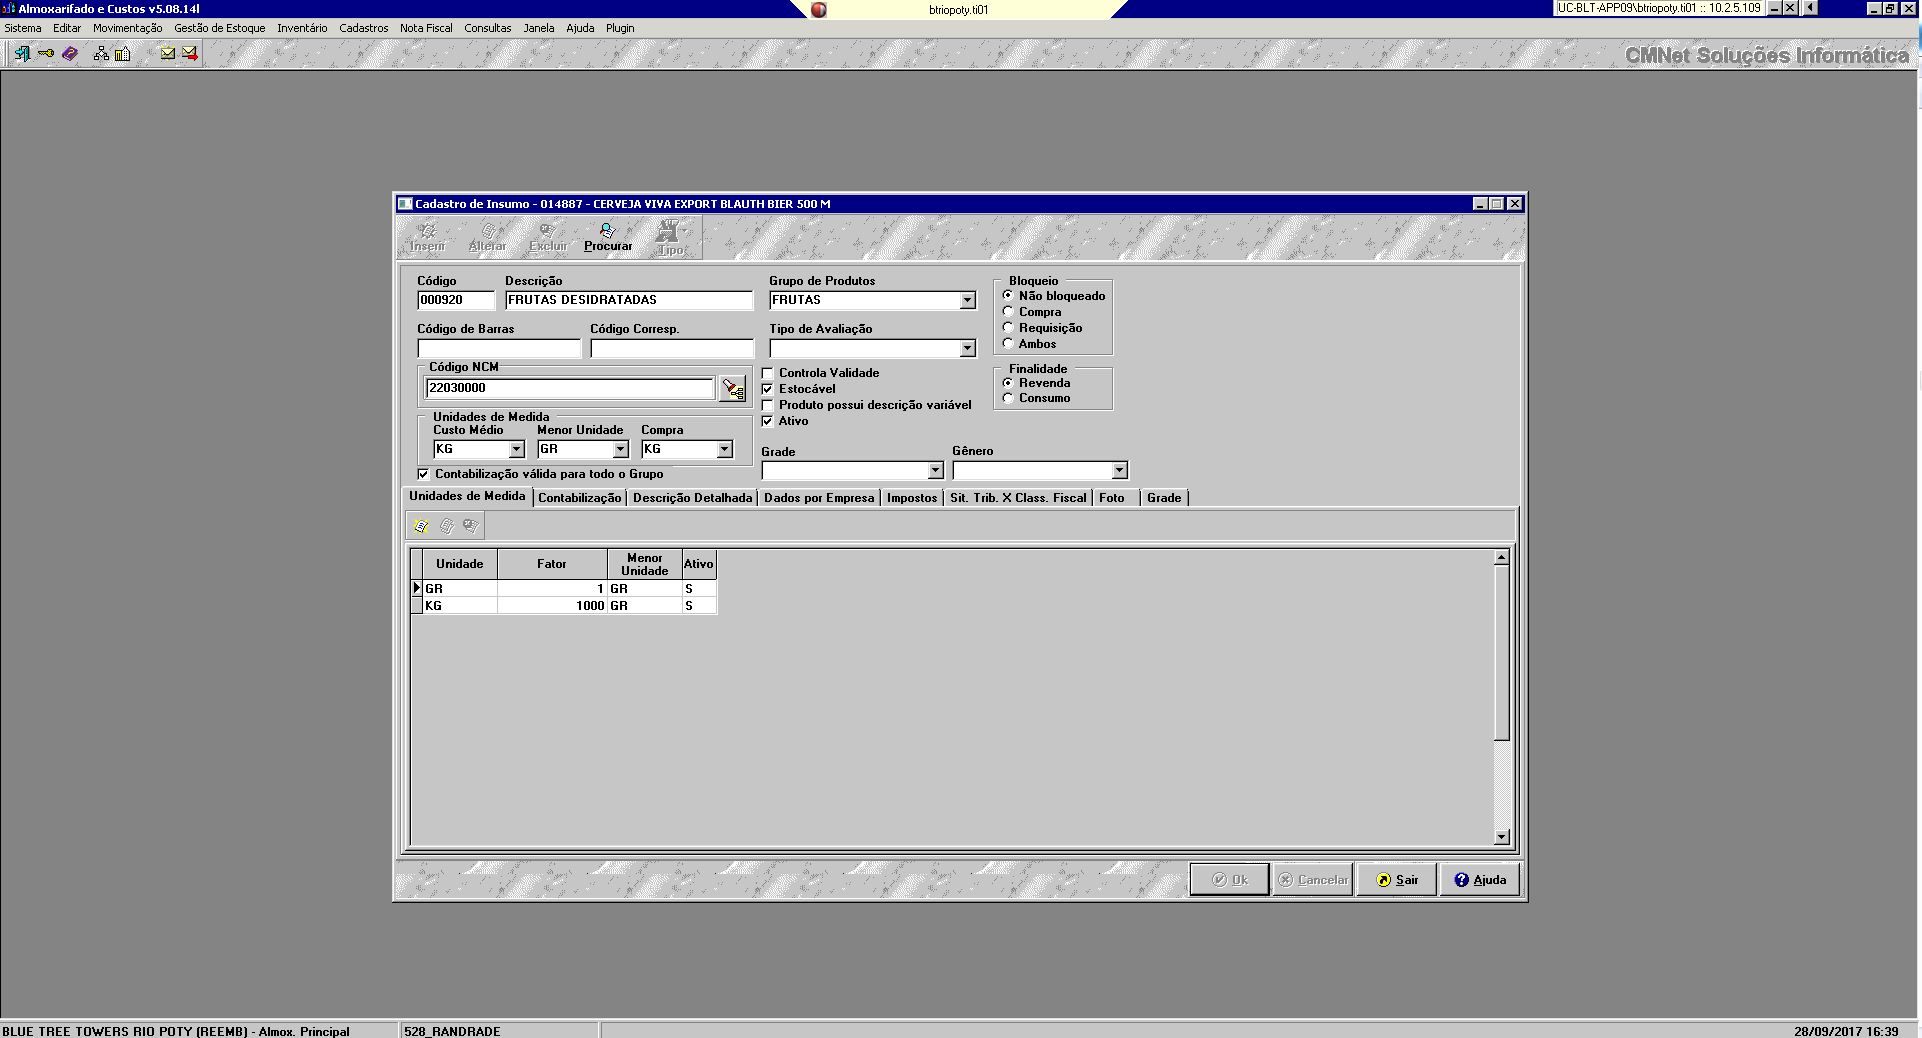 Almoxarifado e Custos v5.08.14l
btriopoty.ti01
UC-BLT-APP09\btriopoty.ti01 :: 10.2.5.109
Sistema Editar Movimentação Gestão de Estoque Inventário Cadastros Nota Fiscal Consultas Janela Ajuda Plugin
CMNet Soluções Informática
Cadastro de Insumo - 014887 - CERVEJA VIVA EXPORT BLAUTH BIER 500 M
Inserir Alterar Excluir Procurar Tipo
Código Descrição Grupo de Produtos Bloqueio
000920 FRUTAS DESIDRATADAS FRUTAS Não bloqueado
Compra
Código de Barras Código Corresp. Tipo de Avaliação Requisição
Ambos
Código NCM Controla Validade Finalidade
22030000 Estocável Revenda
Produto possui descrição variável Consumo
Unidades de Medida Ativo
Custo Médio Menor Unidade Compra
KG GR KG Grade Gênero
Contabilização válida para todo o Grupo
Unidades de Medida Contabilização Descrição Detalhada Dados por Empresa Impostos Sit. Trib. X Class. Fiscal Foto Grade
Unidade Fator Menor Unidade Ativo
GR 1 GR S
KG 1000 GR S
Ok Cancelar Sair Ajuda
BLUE TREE TOWERS RIO POTY (REEMB) - Almox. Principal 528_RANDRADE 28/09/2017 16:39